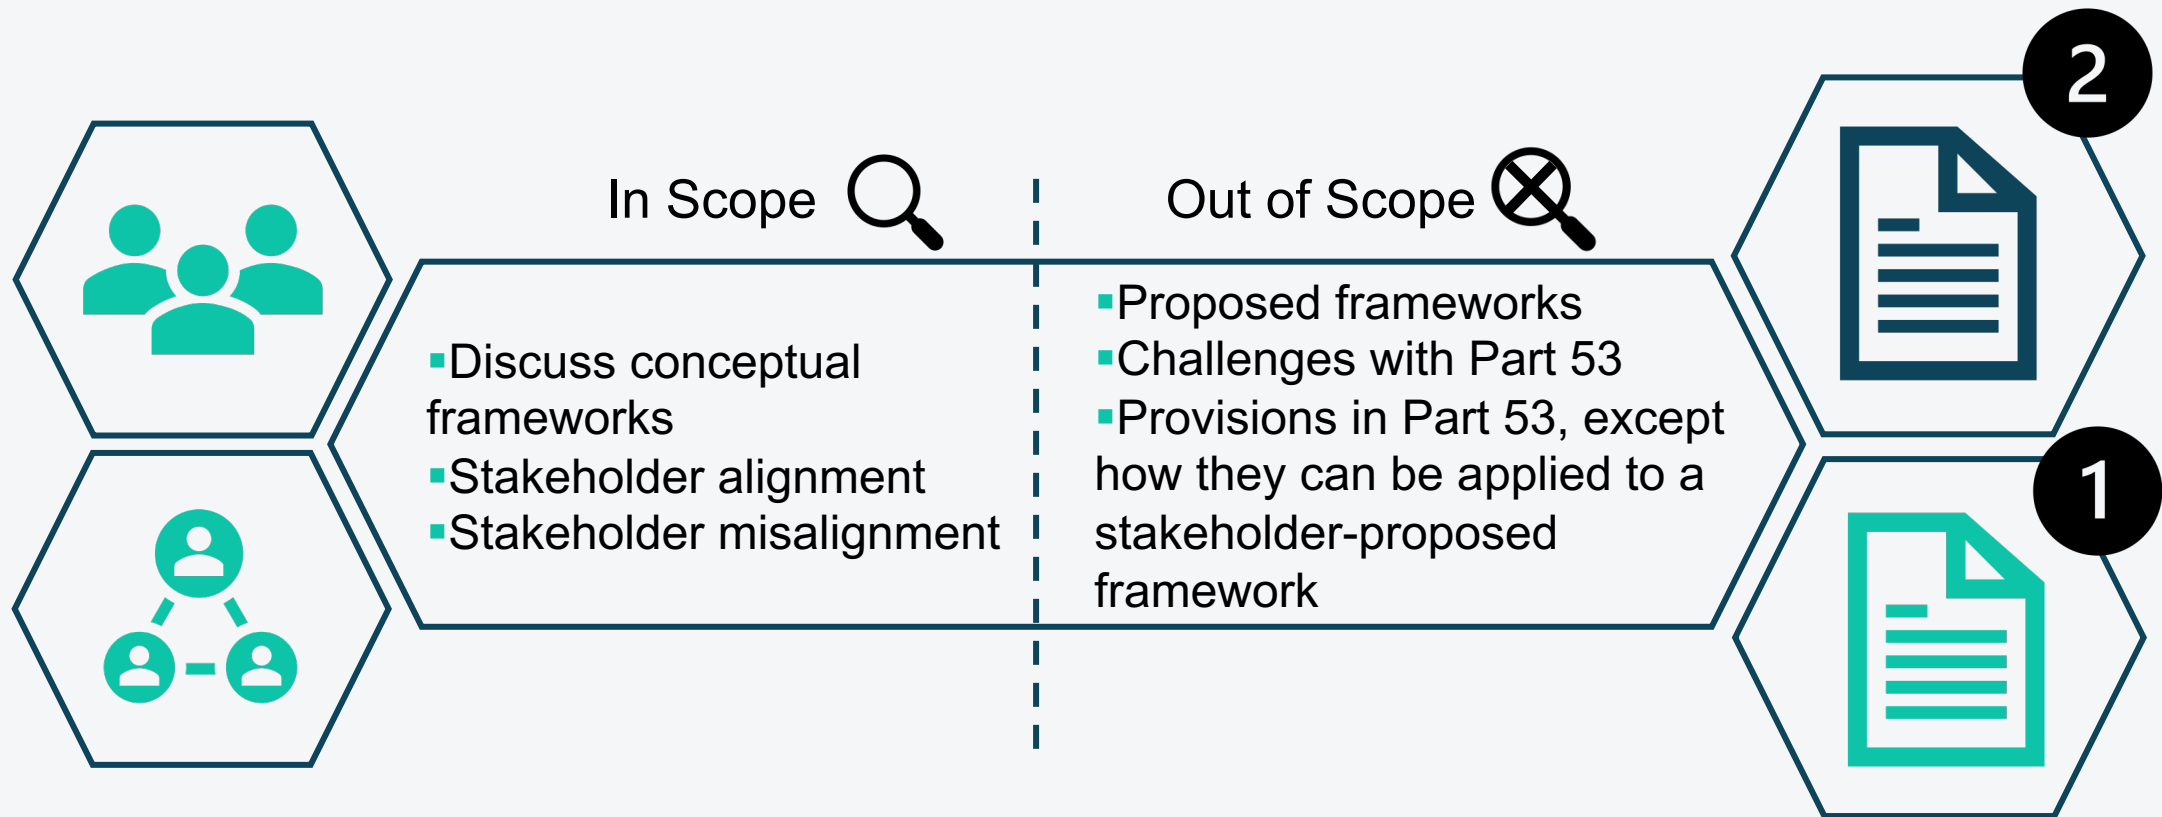 In Scope
▪Discuss conceptual
frameworks
▪Stakeholder alignment
▪Stakeholder misalignment
Out of Scope
▪Proposed frameworks
▪Challenges with Part 53
▪Provisions in Part 53, except
how they can be applied to a
stakeholder-proposed
framework
2
1